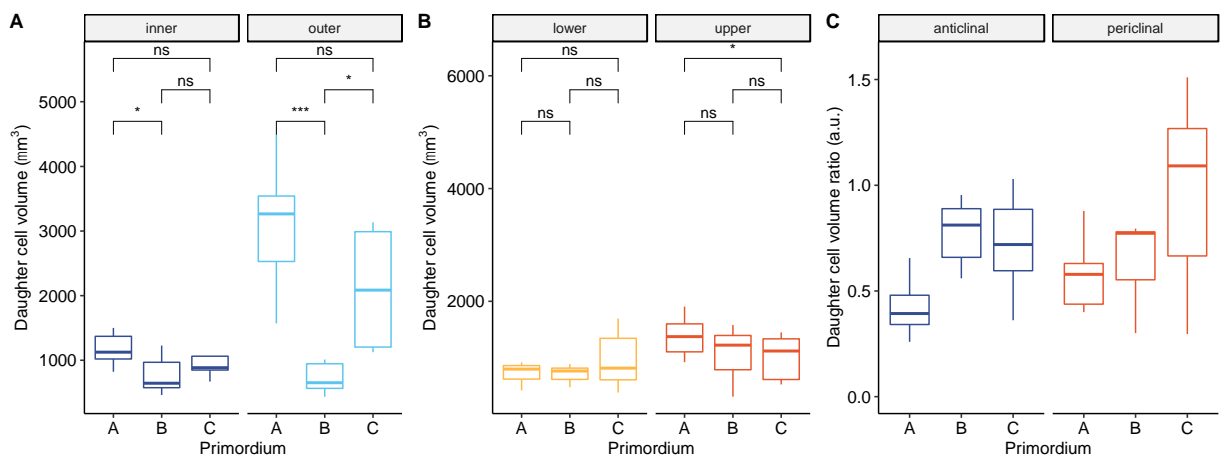 A
inner
outer
ns
ns
ns
*
*
***
5000
4000
3000
2000
1000
Daughter cell volume (mm³)
A B C
A B C
Primordium
B
lower
upper
ns
*
ns
ns
ns
ns
6000
4000
2000
Daughter cell volume (mm³)
A B C
A B C
Primordium
C
anticlinal
periclinal
1.5
1.0
0.5
0.0
Daughter cell volume ratio (a.u.)
A B C
A B C
Primordium